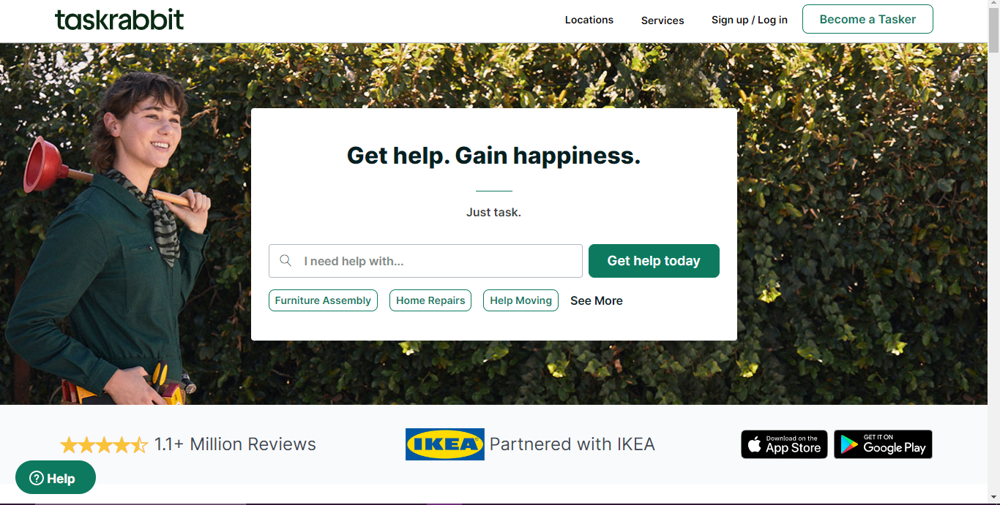 taskrabbit
Locations
Services
Sign up / Log in
Become a Tasker
Get help. Gain happiness.
Just task.
I need help with...
Get help today
Furniture Assembly
Home Repairs
Help Moving
See More
1.1+ Million Reviews
IKEA
Partnered with IKEA
Download on the
App Store
GET IT ON
Google Play
? Help